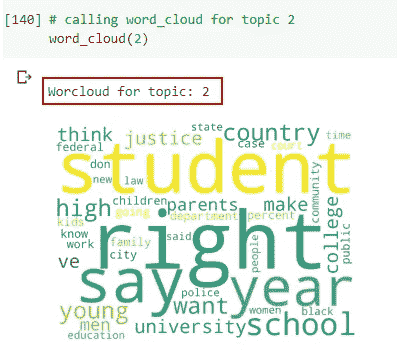 [140] # calling word_cloud for topic 2
word_cloud(2)
Worcloud for topic: 2
think justice state country
federal case court time
student
don
new law
high children parents make
kids going department percent community
right
know
work family said college
ve city people public
say year
police
young want women black
men university school
education